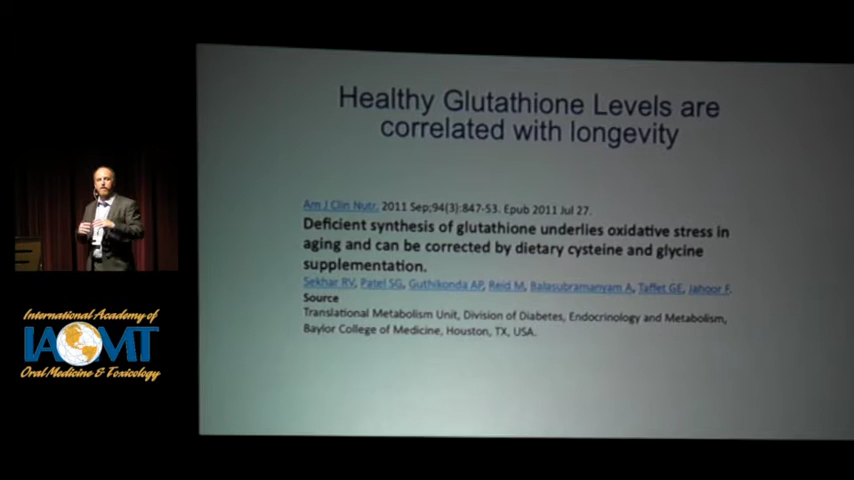 Healthy Glutathione Levels are
correlated with longevity
Am J Clin Nutr. 2011 Sep;94(3):847-53. Epub 2011 Jul 27.
Deficient synthesis of glutathione underlies oxidative stress in
aging and can be corrected by dietary cysteine and glycine
supplementation.
Sekhar RV, Patel SG, Guthikonda AP, Reid M, Balasubramanyam A, Taffet GE, Jahoor F.
Source
Translational Metabolism Unit, Division of Diabetes, Endocrinology and Metabolism,
Baylor College of Medicine, Houston, TX, USA.
International Academy of
IAOMT
Oral Medicine & Toxicology